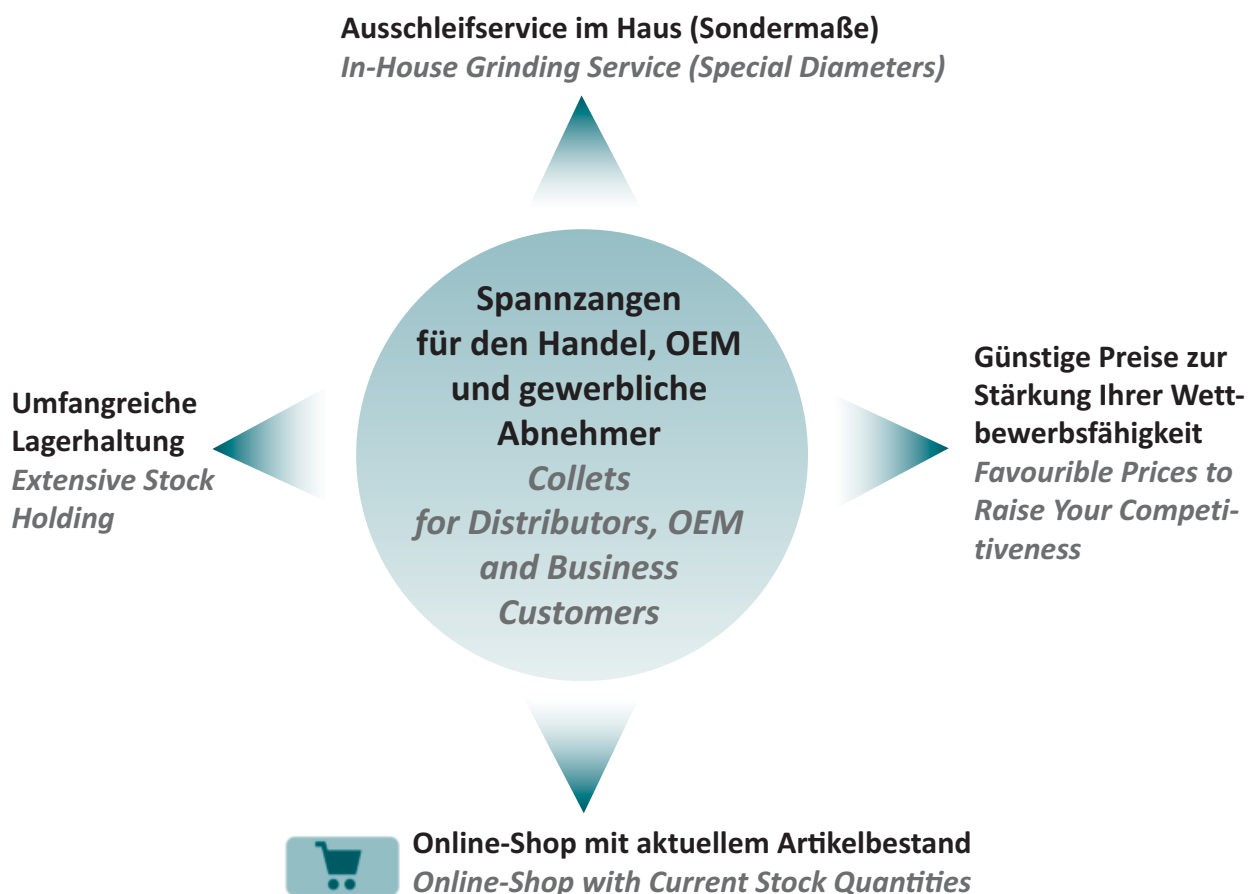 Ausschleifservice im Haus (Sondermaße)
In-House Grinding Service (Special Diameters)
Spannzangen
für den Handel, OEM
und gewerbliche
Abnehmer
Collets
for Distributors, OEM
and Business
Customers
Umfangreiche
Lagerhaltung
Extensive Stock
Holding
Günstige Preise zur
Stärkung Ihrer Wett-
bewerbsfähigkeit
Favourible Prices to
Raise Your Competi-
tiveness
Online-Shop mit aktuellem Artikelbestand
Online-Shop with Current Stock Quantities